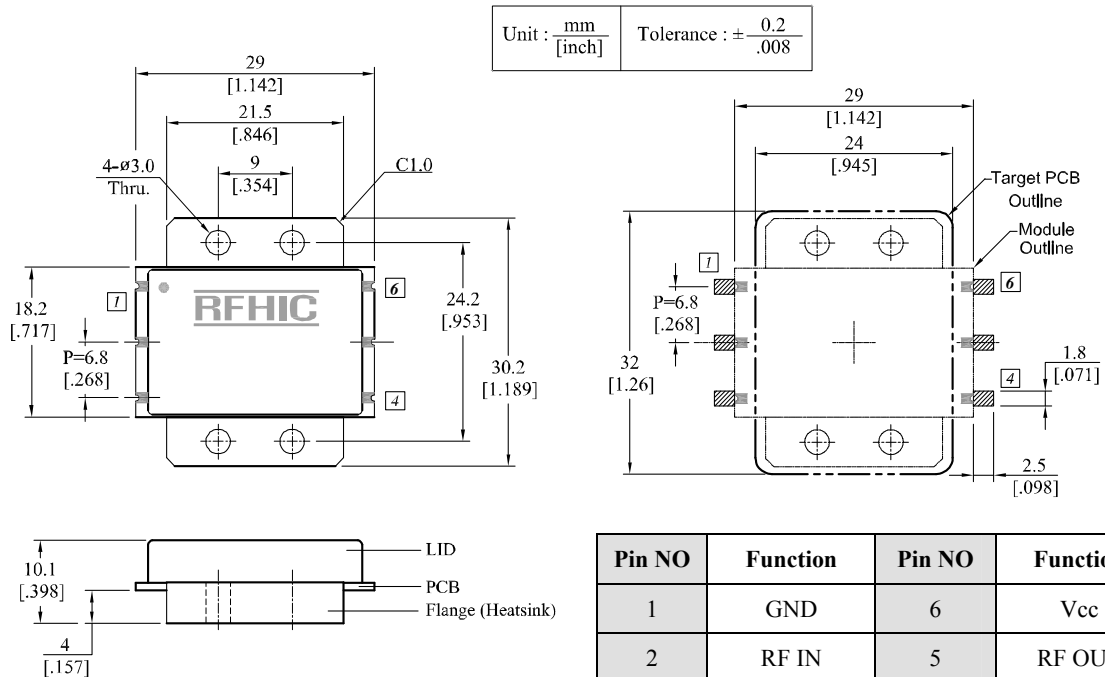 Unit : mm [inch] Tolerance : ± 0.2 .008
29
[1.142]
21.5
[.846]
9
[.354]
4-ø3.0
Thru.
C1.0
18.2
[.717]
1
P=6.8
[.268]
RFHIC
6
4
24.2
[.953]
30.2
[1.189]
29
[1.142]
24
[.945]
Target PCB
Outline
Module
Outline
1
P=6.8
[.268]
32
[1.26]
6
4
1.8
[.071]
2.5
[.098]
10.1
[.398]
4
[.157]
LID
PCB
Flange (Heatsink)
Pin NO Function Pin NO Functio
1 GND 6 Vcc
2 RF IN 5 RF OU